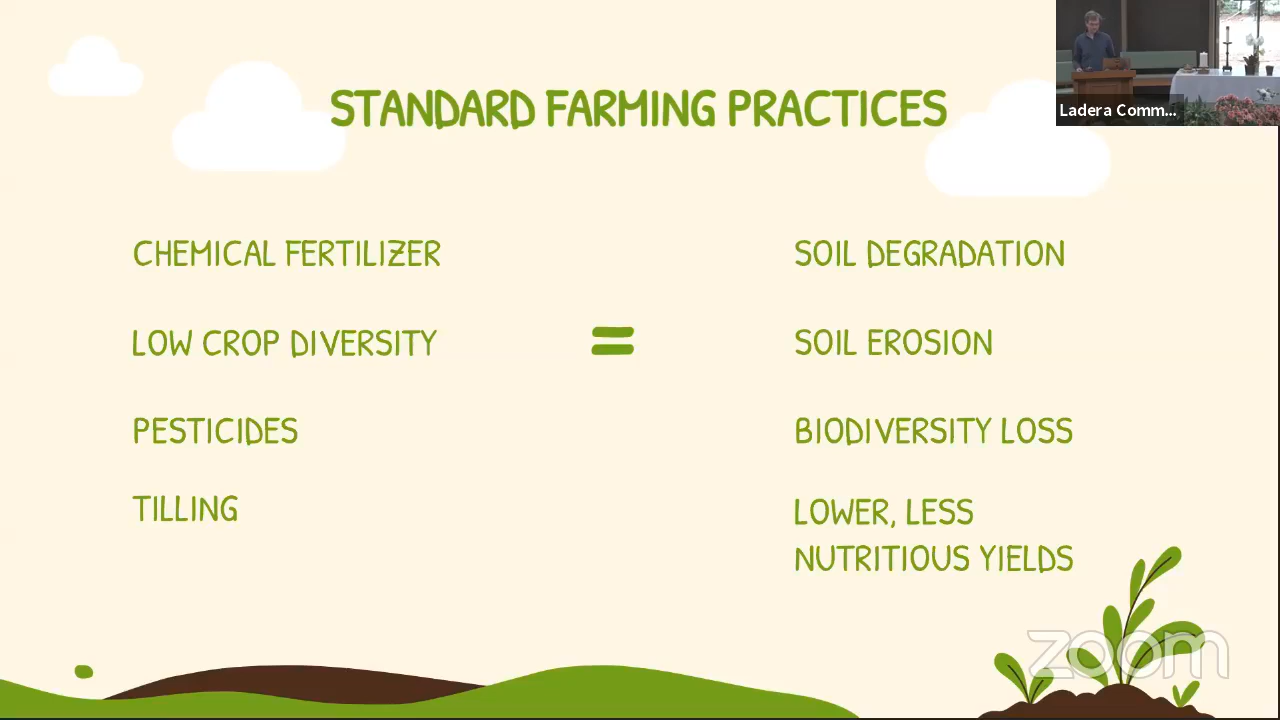 STANDARD FARMING PRACTICES
Ladera Comm...
CHEMICAL FERTILIZER
LOW CROP DIVERSITY
PESTICIDES
TILLING
=
SOIL DEGRADATION
SOIL EROSION
BIODIVERSITY LOSS
LOWER, LESS
NUTRITIOUS YIELDS
zoom